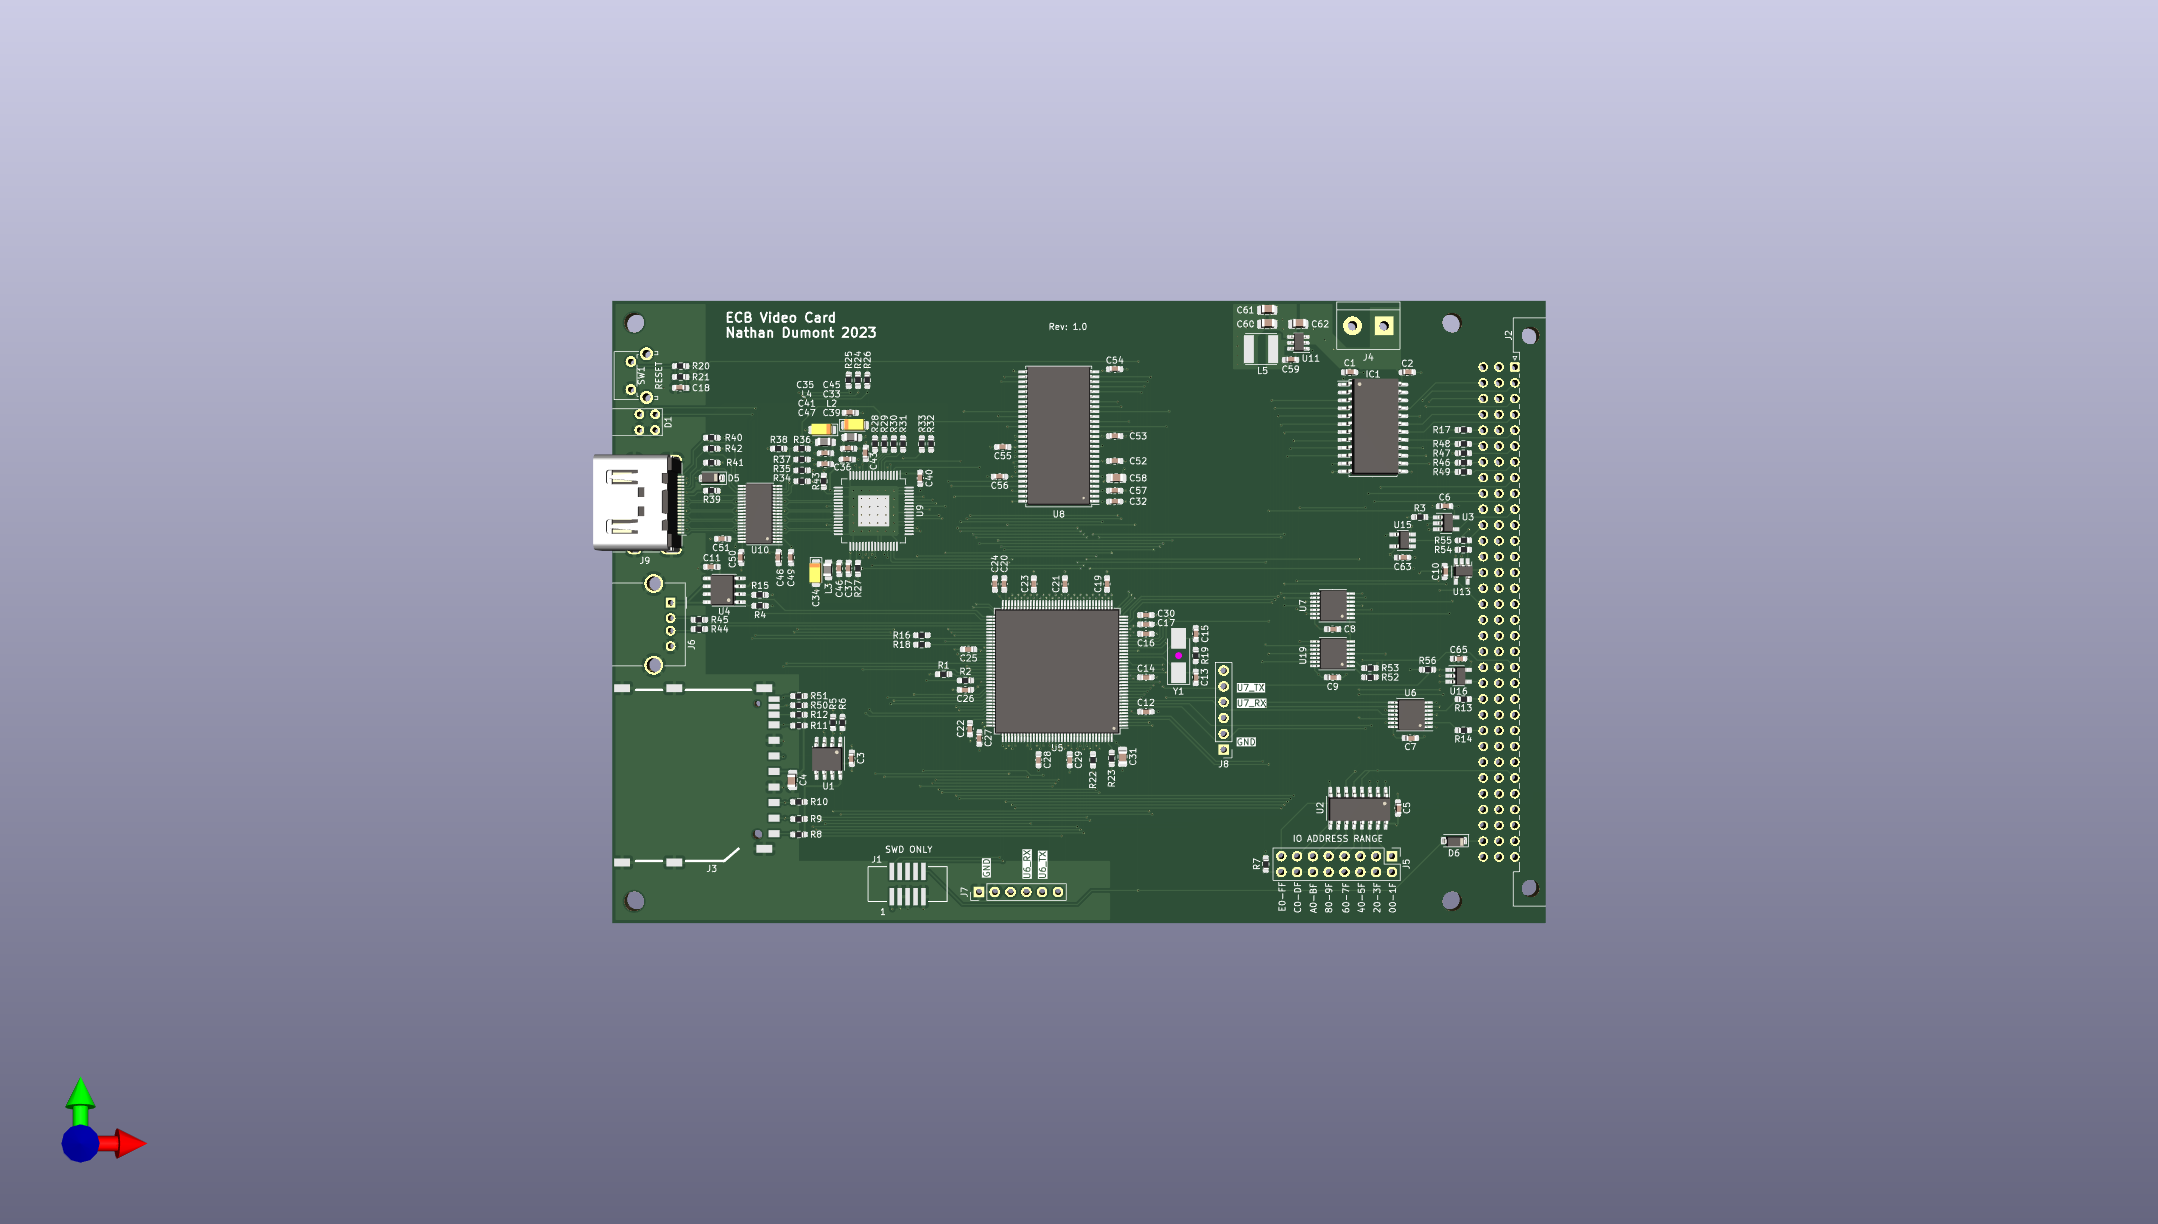 ECB Video Card
Nathan Dumont 2023
Rev: 1.0
C61
C60
C62
U11
L5
C59
J4
J2
C1
C2
IC1
SW1
RESET
R20
R21
C18
D1
R25
R24
R26
C35 C45
L4 C33
C41 L2
C47 C39
R28
R29
R30
R31
R33
R32
C54
C53
C52
C58
C57
C32
C55
C56
U8
R40
R42
R41
D5
R39
R38
R36
R37
R35
R34
R43
C36
C43
C40
U9
U10
C51
C50
C48
C49
C11
J9
U4
R15
R4
R45
R44
J6
C34
L3
C46
C37
R27
C24
C20
C23
C21
C19
R17
R48
R47
R46
R49
C6
R3
U3
U15
R55
R54
C63
C10
U13
U7
C8
U19
C9
R53
R52
R56
C65
U16
R13
R14
U6
C7
C30
C17
C16
C14
C12
C15
R19
C13
Y1
R16
R18
C25
R1
R2
C26
C22
C27
U5
C28
C29
R22
R23
C31
U7_TX
U7_RX
GND
J8
R51
R50
R12
R11
R5
R6
C3
C4
U1
R10
R9
R8
J3
U2
C5
IO ADDRESS RANGE
R7
J5
D6
E0-FF
C0-DF
A0-BF
80-9F
60-7F
40-5F
20-3F
00-1F
SWD ONLY
J1
1
GND
U6_RX
U6_TX
J7